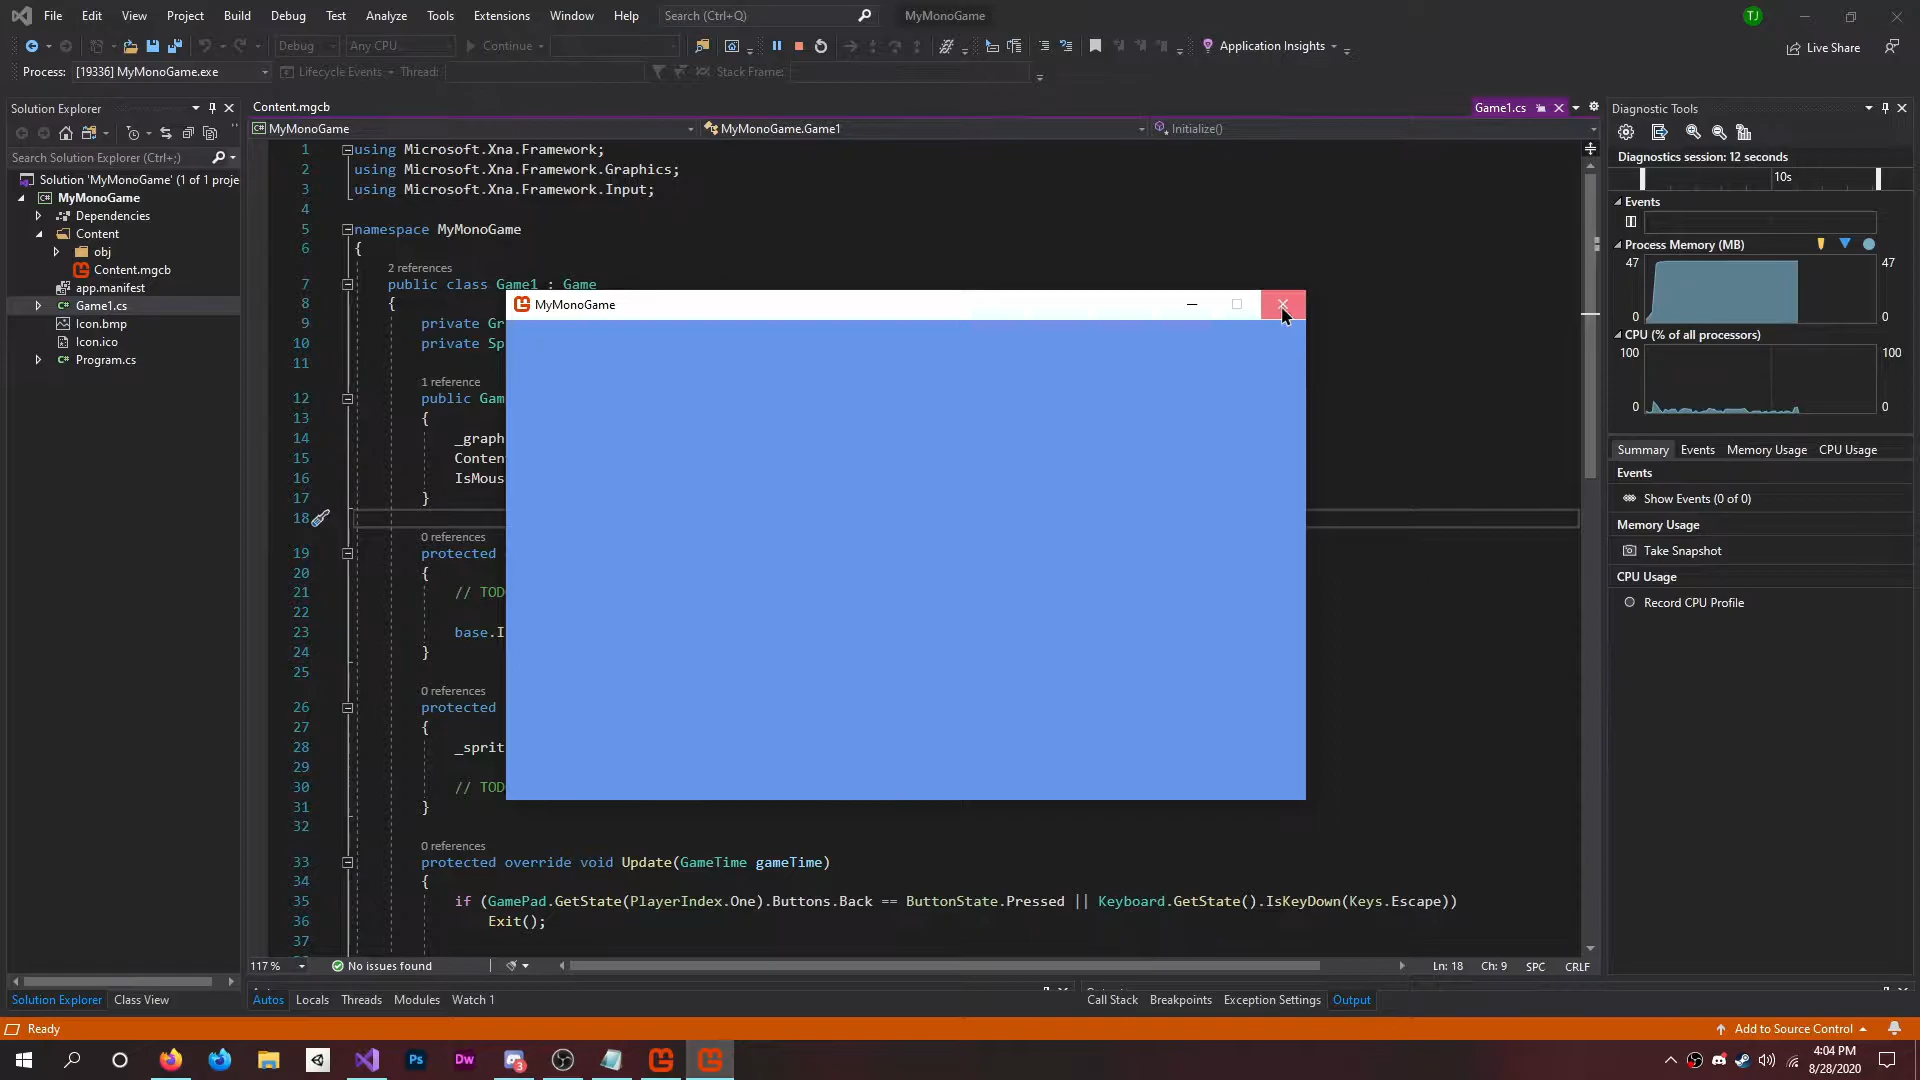 File Edit View Project Build Debug Test Analyze Tools Extensions Window Help Search (Ctrl+Q) MyMonoGame TJ
Debug Any CPU Continue Application Insights Live Share
Process: [19336] MyMonoGame.exe Lifecycle Events Thread: Stack Frame:
Solution Explorer
Search Solution Explorer (Ctrl+;)
Solution 'MyMonoGame' (1 of 1 proje
MyMonoGame
Dependencies
Content
obj
Content.mgcb
app.manifest
Game1.cs
Icon.bmp
Icon.ico
Program.cs
Solution Explorer Class View
Content.mgcb Game1.cs
MyMonoGame MyMonoGame.Game1 Initialize()
1 using Microsoft.Xna.Framework;
2 using Microsoft.Xna.Framework.Graphics;
3 using Microsoft.Xna.Framework.Input;
4
5 namespace MyMonoGame
6 {
2 references
7 public class Game1 : Game
8 {
9 private Gr
10 private Sp
11
1 reference
12 public Gam
13 {
14 _graph
15 Conten
16 IsMous
17 }
18
0 references
19 protected
20 {
21 // TOD
22
23 base.I
24 }
25
0 references
26 protected
27 {
28 _sprit
29
30 // TOD
31 }
32
0 references
33 protected override void Update(GameTime gameTime)
34 {
35 if (GamePad.GetState(PlayerIndex.One).Buttons.Back == ButtonState.Pressed || Keyboard.GetState().IsKeyDown(Keys.Escape))
36 Exit();
37
MyMonoGame
117 % No issues found Ln: 18 Ch: 9 SPC CRLF
Autos Locals Threads Modules Watch 1
Call Stack Breakpoints Exception Settings Output
Diagnostic Tools
Diagnostics session: 12 seconds
10s
Events
Process Memory (MB)
47 47
0 0
CPU (% of all processors)
100 100
0 0
Summary Events Memory Usage CPU Usage
Events
Show Events (0 of 0)
Memory Usage
Take Snapshot
CPU Usage
Record CPU Profile
Ready Add to Source Control
Ps Dw 3
4:04 PM
8/28/2020